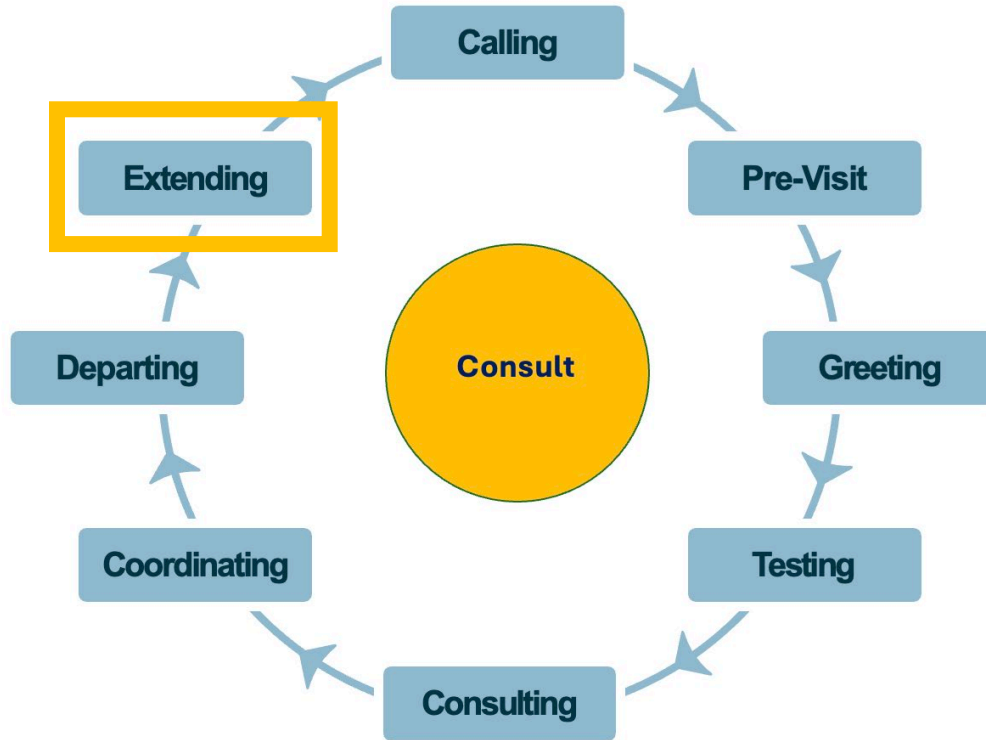 Calling
Pre-Visit
Greeting
Testing
Consulting
Coordinating
Departing
Extending
Consult